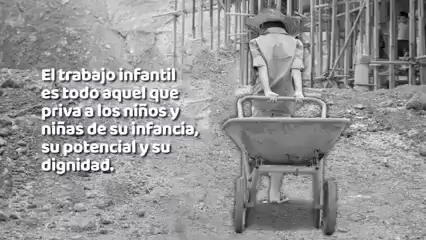 El trabajo infantil
es todo aquel que
priva a los niños y
niñas de su infancia,
su potencial y su
dignidad.